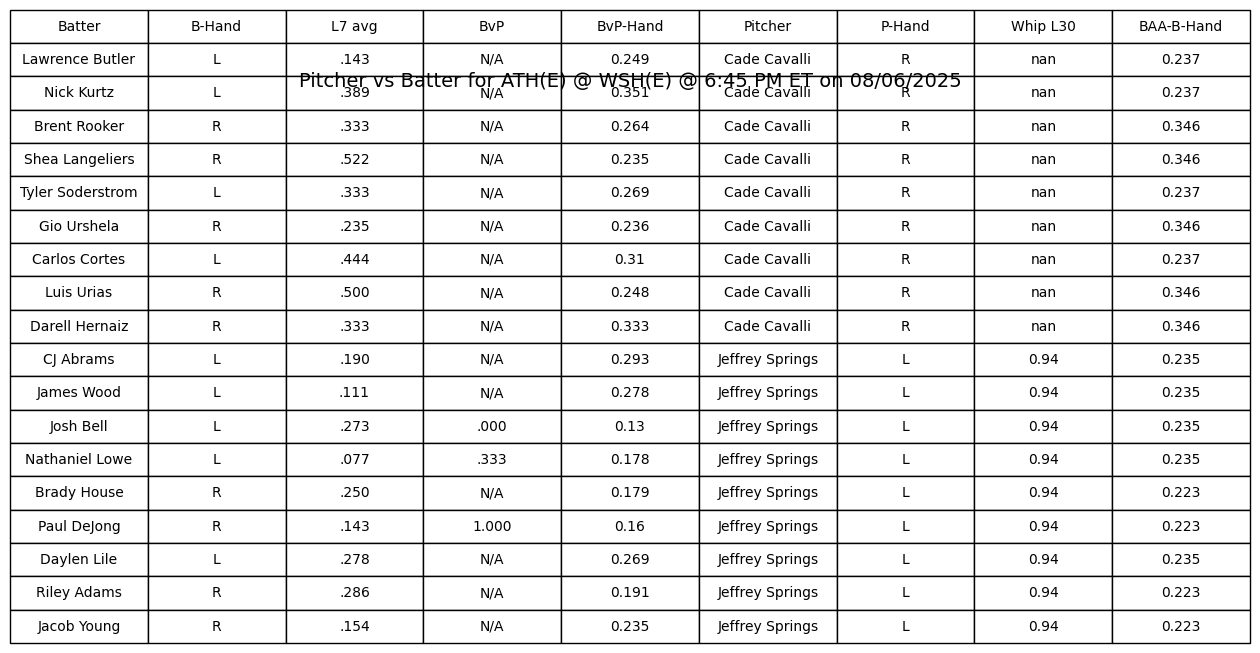 Batter B-Hand L7 avg BvP BvP-Hand Pitcher P-Hand Whip L30 BAA-B-Hand
Lawrence Butler L .143 N/A 0.249 Cade Cavalli R nan 0.237
Pitcher vs Batter for ATH(E) @ WSH(E) @ 6:45 PM ET on 08/06/2025
Nick Kurtz L .389 N/A 0.351 Cade Cavalli R nan 0.237
Brent Rooker R .333 N/A 0.264 Cade Cavalli R nan 0.346
Shea Langeliers R .522 N/A 0.235 Cade Cavalli R nan 0.346
Tyler Soderstrom L .333 N/A 0.269 Cade Cavalli R nan 0.237
Gio Urshela R .235 N/A 0.236 Cade Cavalli R nan 0.346
Carlos Cortes L .444 N/A 0.31 Cade Cavalli R nan 0.237
Luis Urias R .500 N/A 0.248 Cade Cavalli R nan 0.346
Darell Hernaiz R .333 N/A 0.333 Cade Cavalli R nan 0.346
CJ Abrams L .190 N/A 0.293 Jeffrey Springs L 0.94 0.235
James Wood L .111 N/A 0.278 Jeffrey Springs L 0.94 0.235
Josh Bell L .273 .000 0.13 Jeffrey Springs L 0.94 0.235
Nathaniel Lowe L .077 .333 0.178 Jeffrey Springs L 0.94 0.235
Brady House R .250 N/A 0.179 Jeffrey Springs L 0.94 0.223
Paul DeJong R .143 1.000 0.16 Jeffrey Springs L 0.94 0.223
Daylen Lile L .278 N/A 0.269 Jeffrey Springs L 0.94 0.235
Riley Adams R .286 N/A 0.191 Jeffrey Springs L 0.94 0.223
Jacob Young R .154 N/A 0.235 Jeffrey Springs L 0.94 0.223